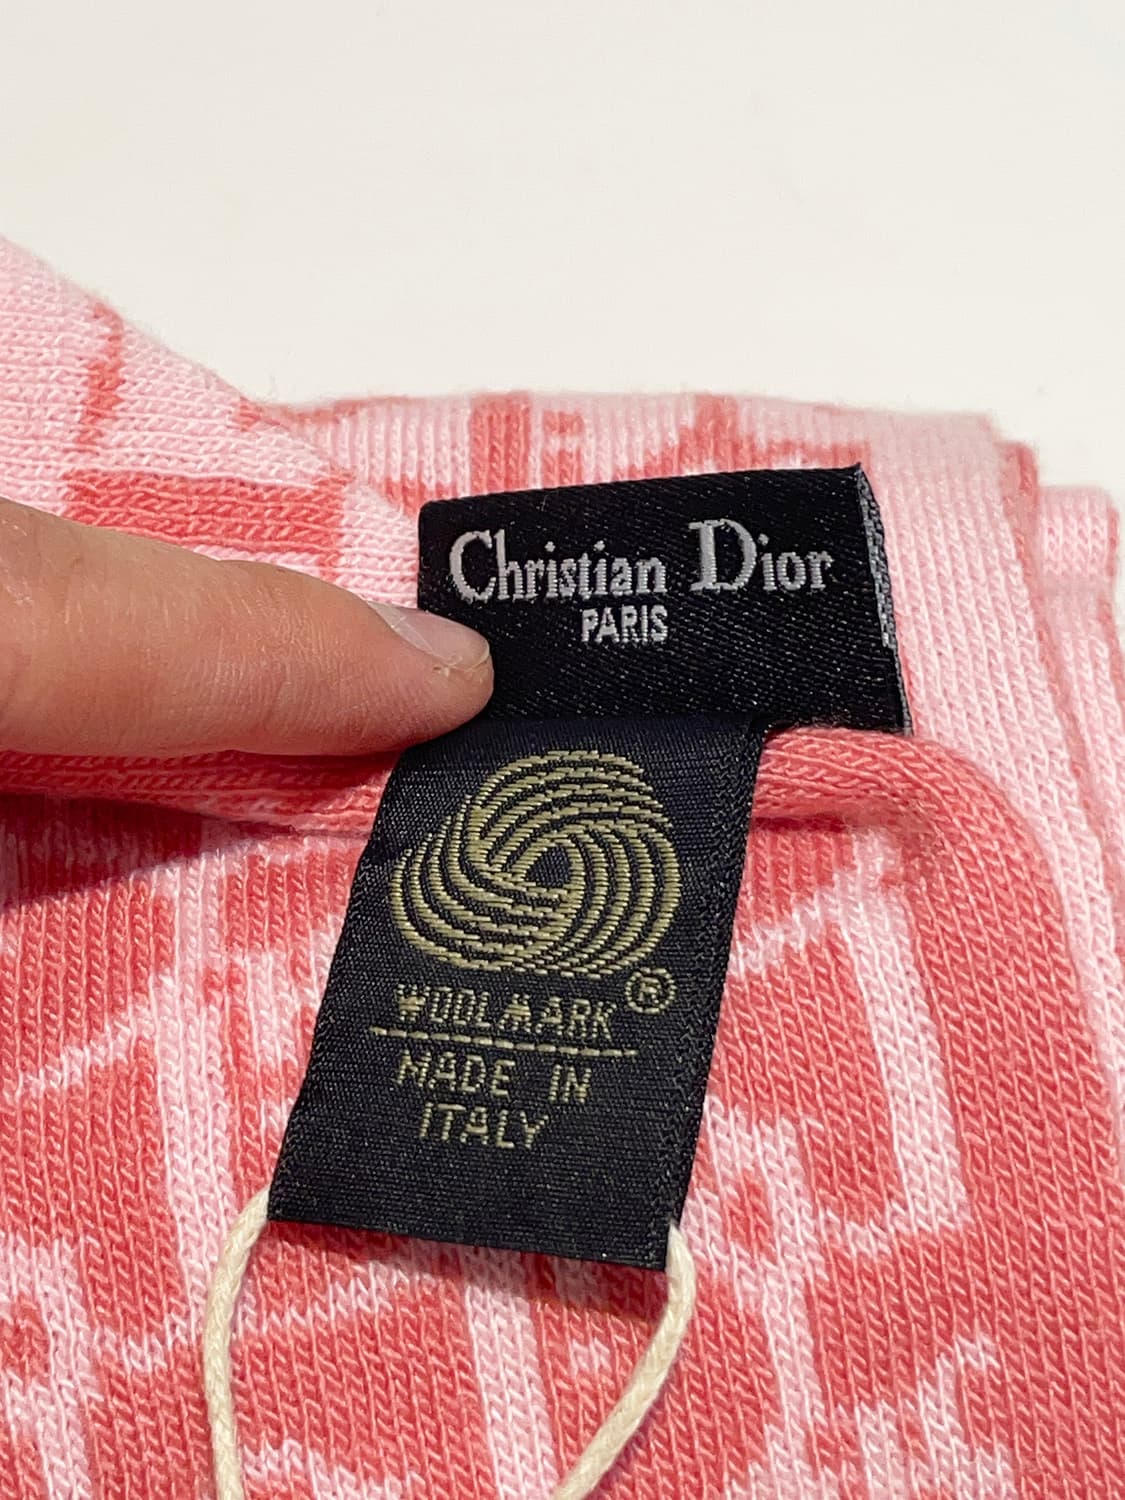 Christian Dior
PARIS
WOOLMARK ®
MADE IN
ITALY